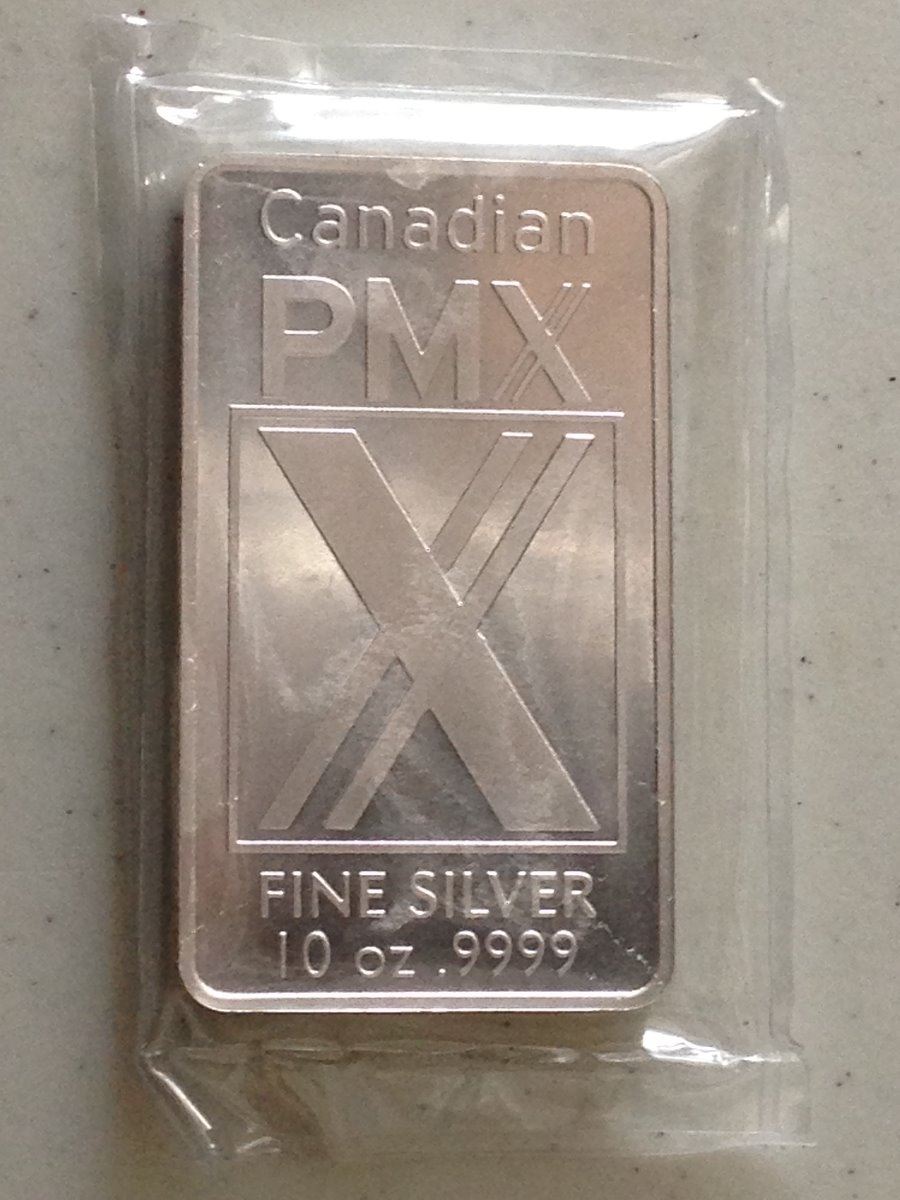 Canadian
PMX
X
FINE SILVER
10 oz .9999